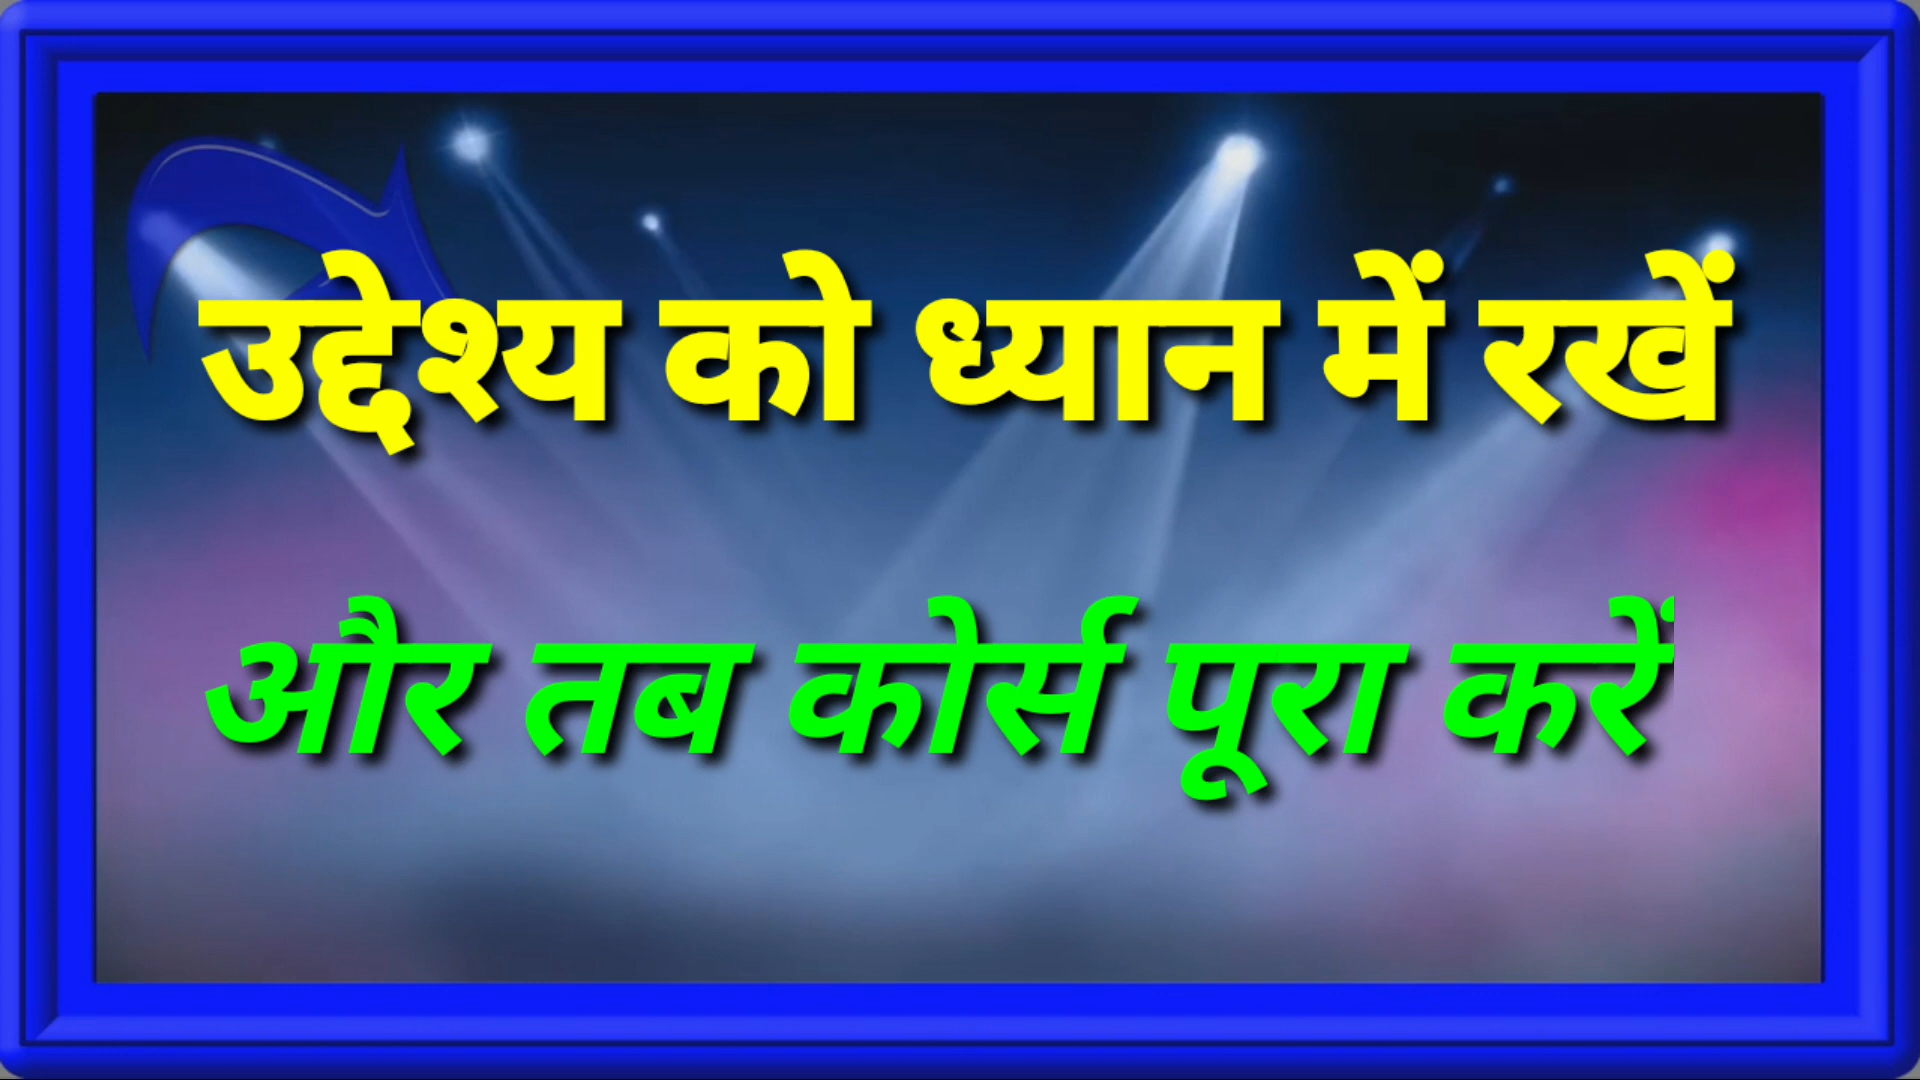 उद्देश्य को ध्यान में रखें
और तब कोर्स पूरा करें